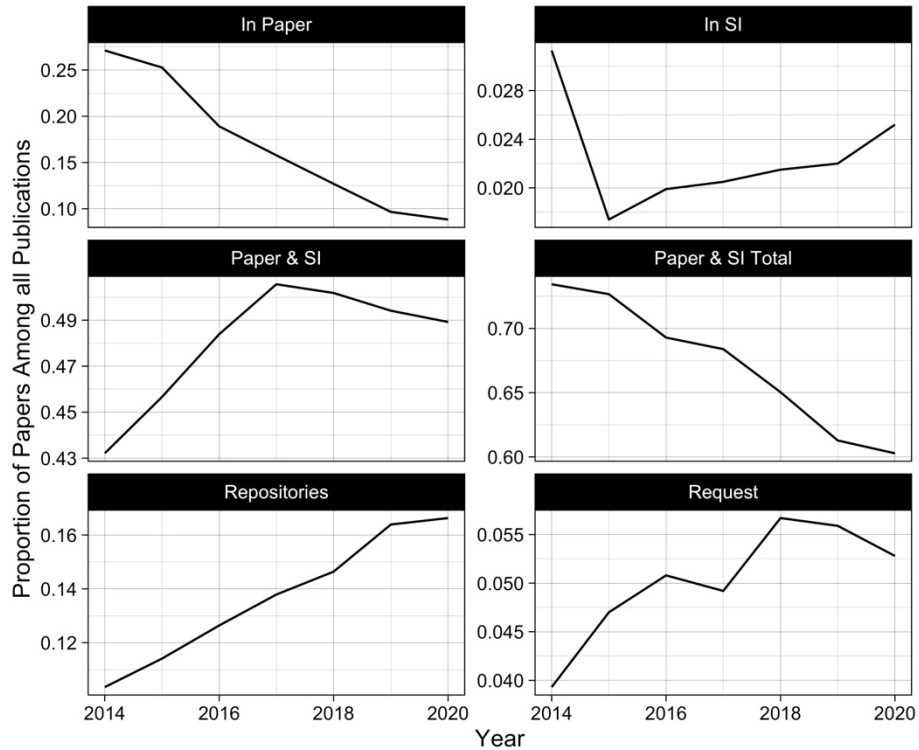 Proportion of Papers Among all Publications
In Paper
0.25
0.20
0.15
0.10
In SI
0.028
0.024
0.020
Paper & SI
0.49
0.47
0.45
0.43
Paper & SI Total
0.70
0.65
0.60
Repositories
0.16
0.14
0.12
2014 2016 2018 2020
Request
0.055
0.050
0.045
0.040
2014 2016 2018 2020
Year